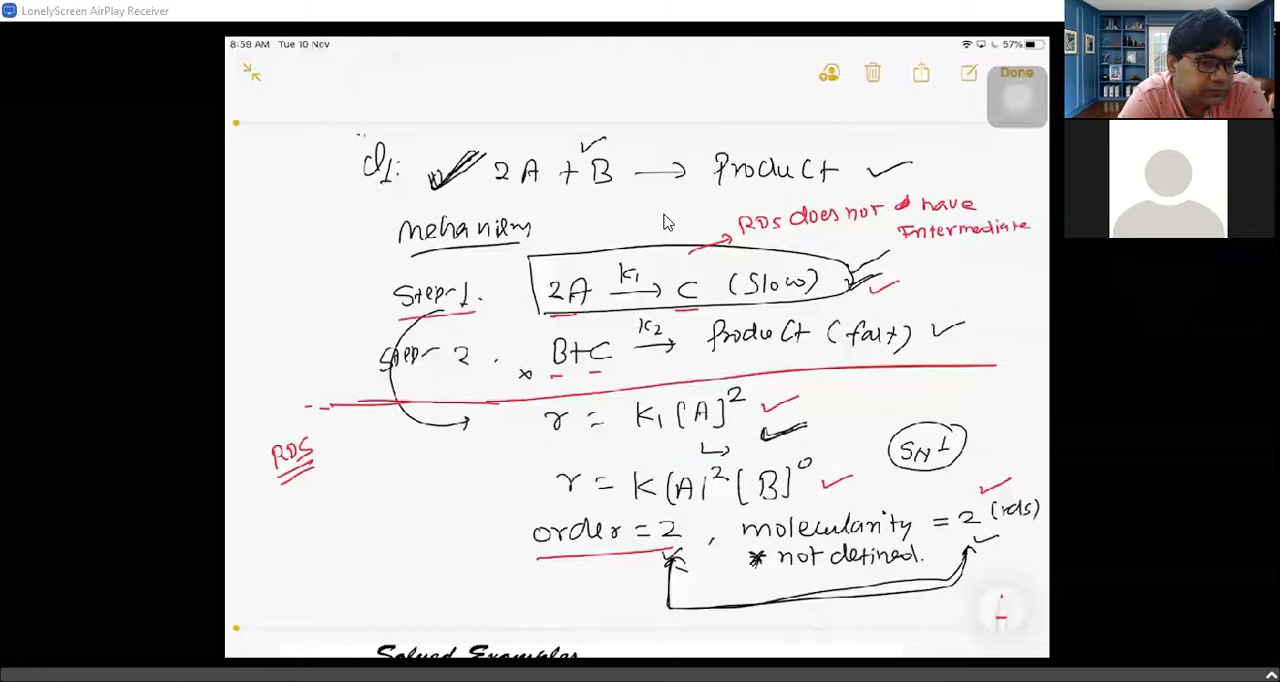 LonelyScreen AirPlay Receiver
8:59 AM Tue 10 Nov
57%
Done
2A + B → Product
Mehanism
RDS does not have
Intermediate
Step-1. 2A k1→ C (Slow)
Step-2. B+C k2→ Product (fast)
r = K1[A]²
RDS
SN1
r = K[A]²[B]⁰
order = 2, molecularity = 2 (rds)
* not defined.
Solved Examples